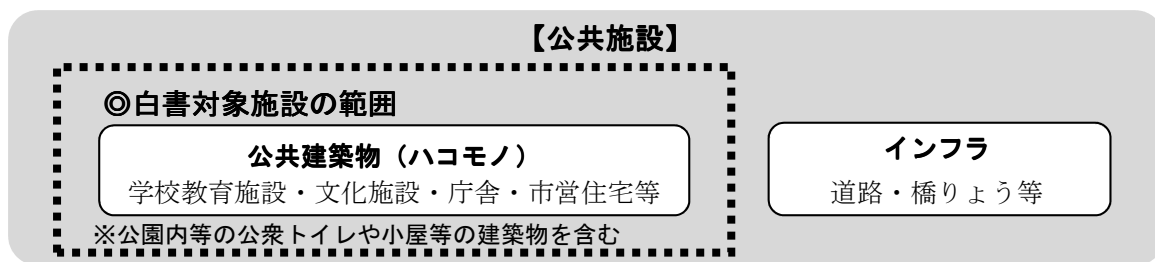 【公共施設】
◎白書対象施設の範囲
公共建築物（ハコモノ）
学校教育施設・文化施設・庁舎・市営住宅等
※公園内等の公衆トイレや小屋等の建築物を含む
インフラ
道路・橋りょう等